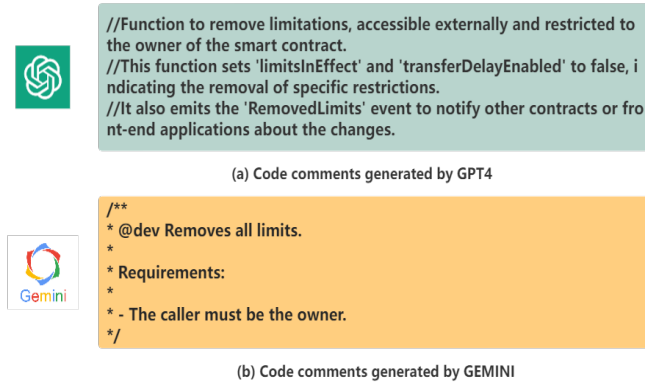 //Function to remove limitations, accessible externally and restricted to
the owner of the smart contract.
//This function sets 'limitsInEffect' and 'transferDelayEnabled' to false, i
ndicating the removal of specific restrictions.
//It also emits the 'RemovedLimits' event to notify other contracts or fro
nt-end applications about the changes.
(a) Code comments generated by GPT4
/**
* @dev Removes all limits.
*
* Requirements:
*
* - The caller must be the owner.
*/
Gemini
(b) Code comments generated by GEMINI